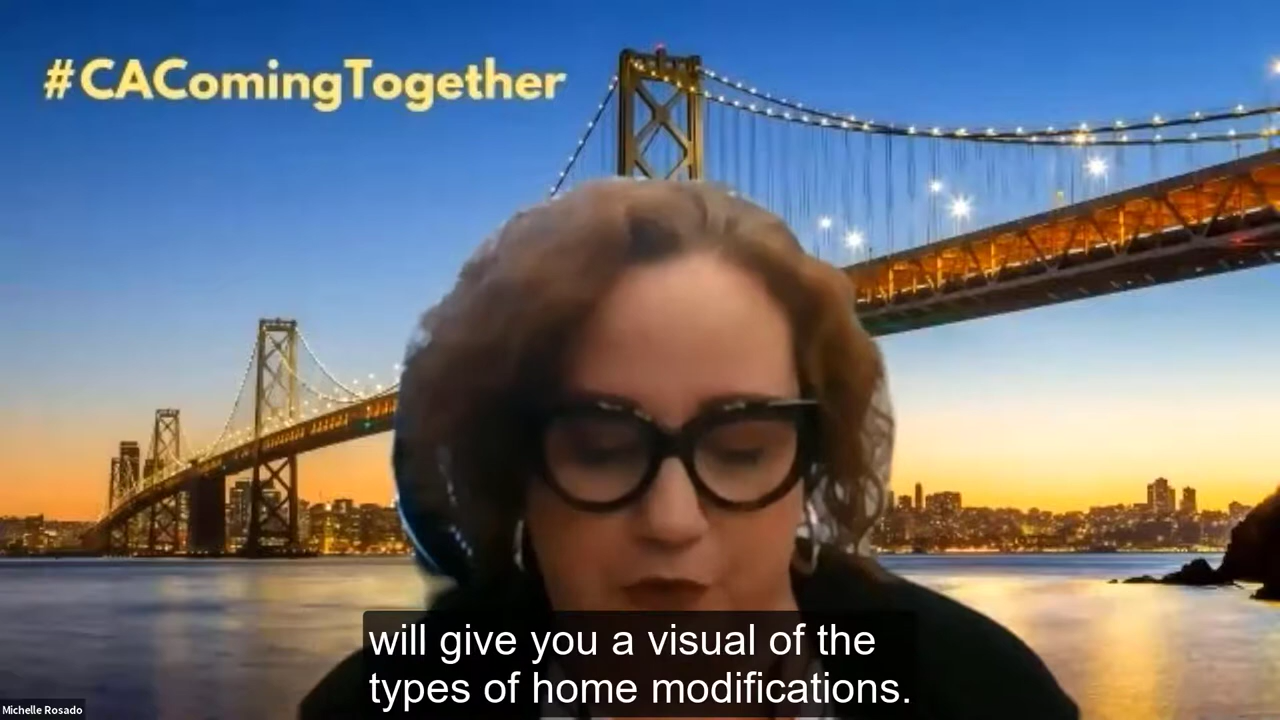 #CAComingTogether
will give you a visual of the
types of home modifications.
Michelle Rosado